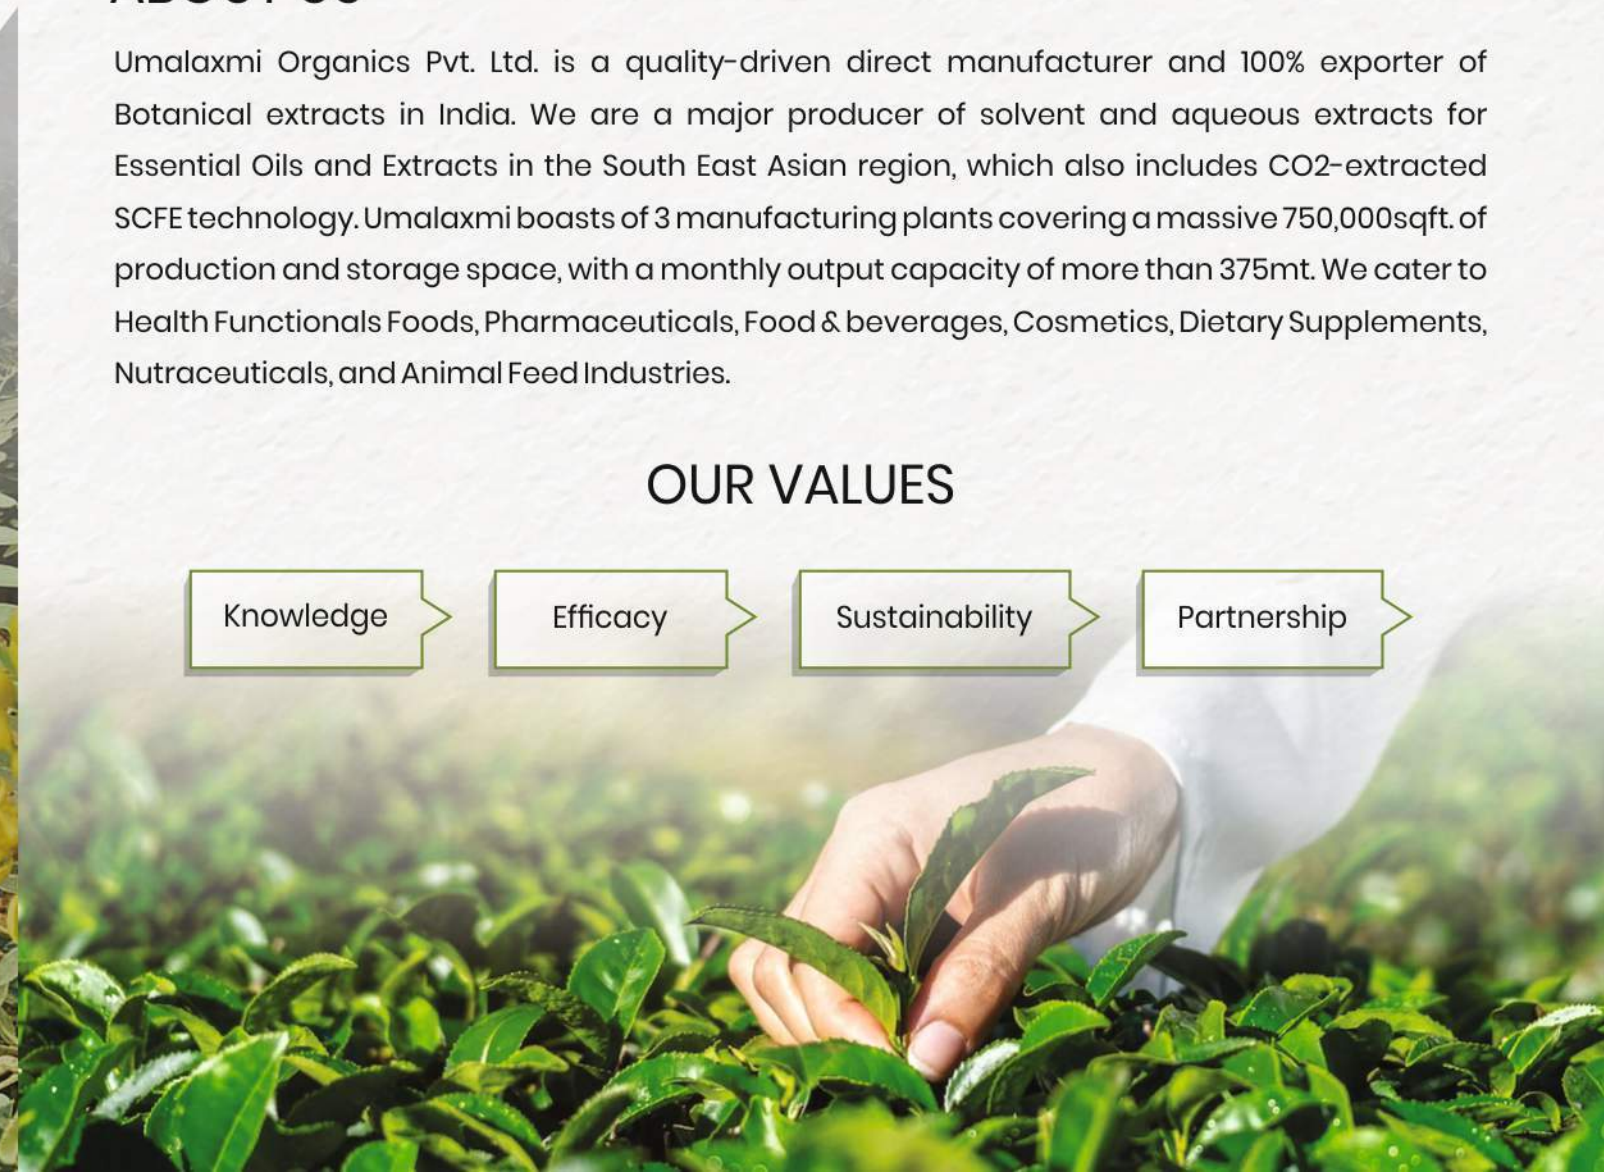 ABOUT US
Umalaxmi Organics Pvt. Ltd. is a quality-driven direct manufacturer and 100% exporter of
Botanical extracts in India. We are a major producer of solvent and aqueous extracts for
Essential Oils and Extracts in the South East Asian region, which also includes CO2-extracted
SCFE technology. Umalaxmi boasts of 3 manufacturing plants covering a massive 750,000sqft. of
production and storage space, with a monthly output capacity of more than 375mt. We cater to
Health Functionals Foods, Pharmaceuticals, Food & beverages, Cosmetics, Dietary Supplements,
Nutraceuticals, and Animal Feed Industries.
OUR VALUES
Knowledge
Efficacy
Sustainability
Partnership